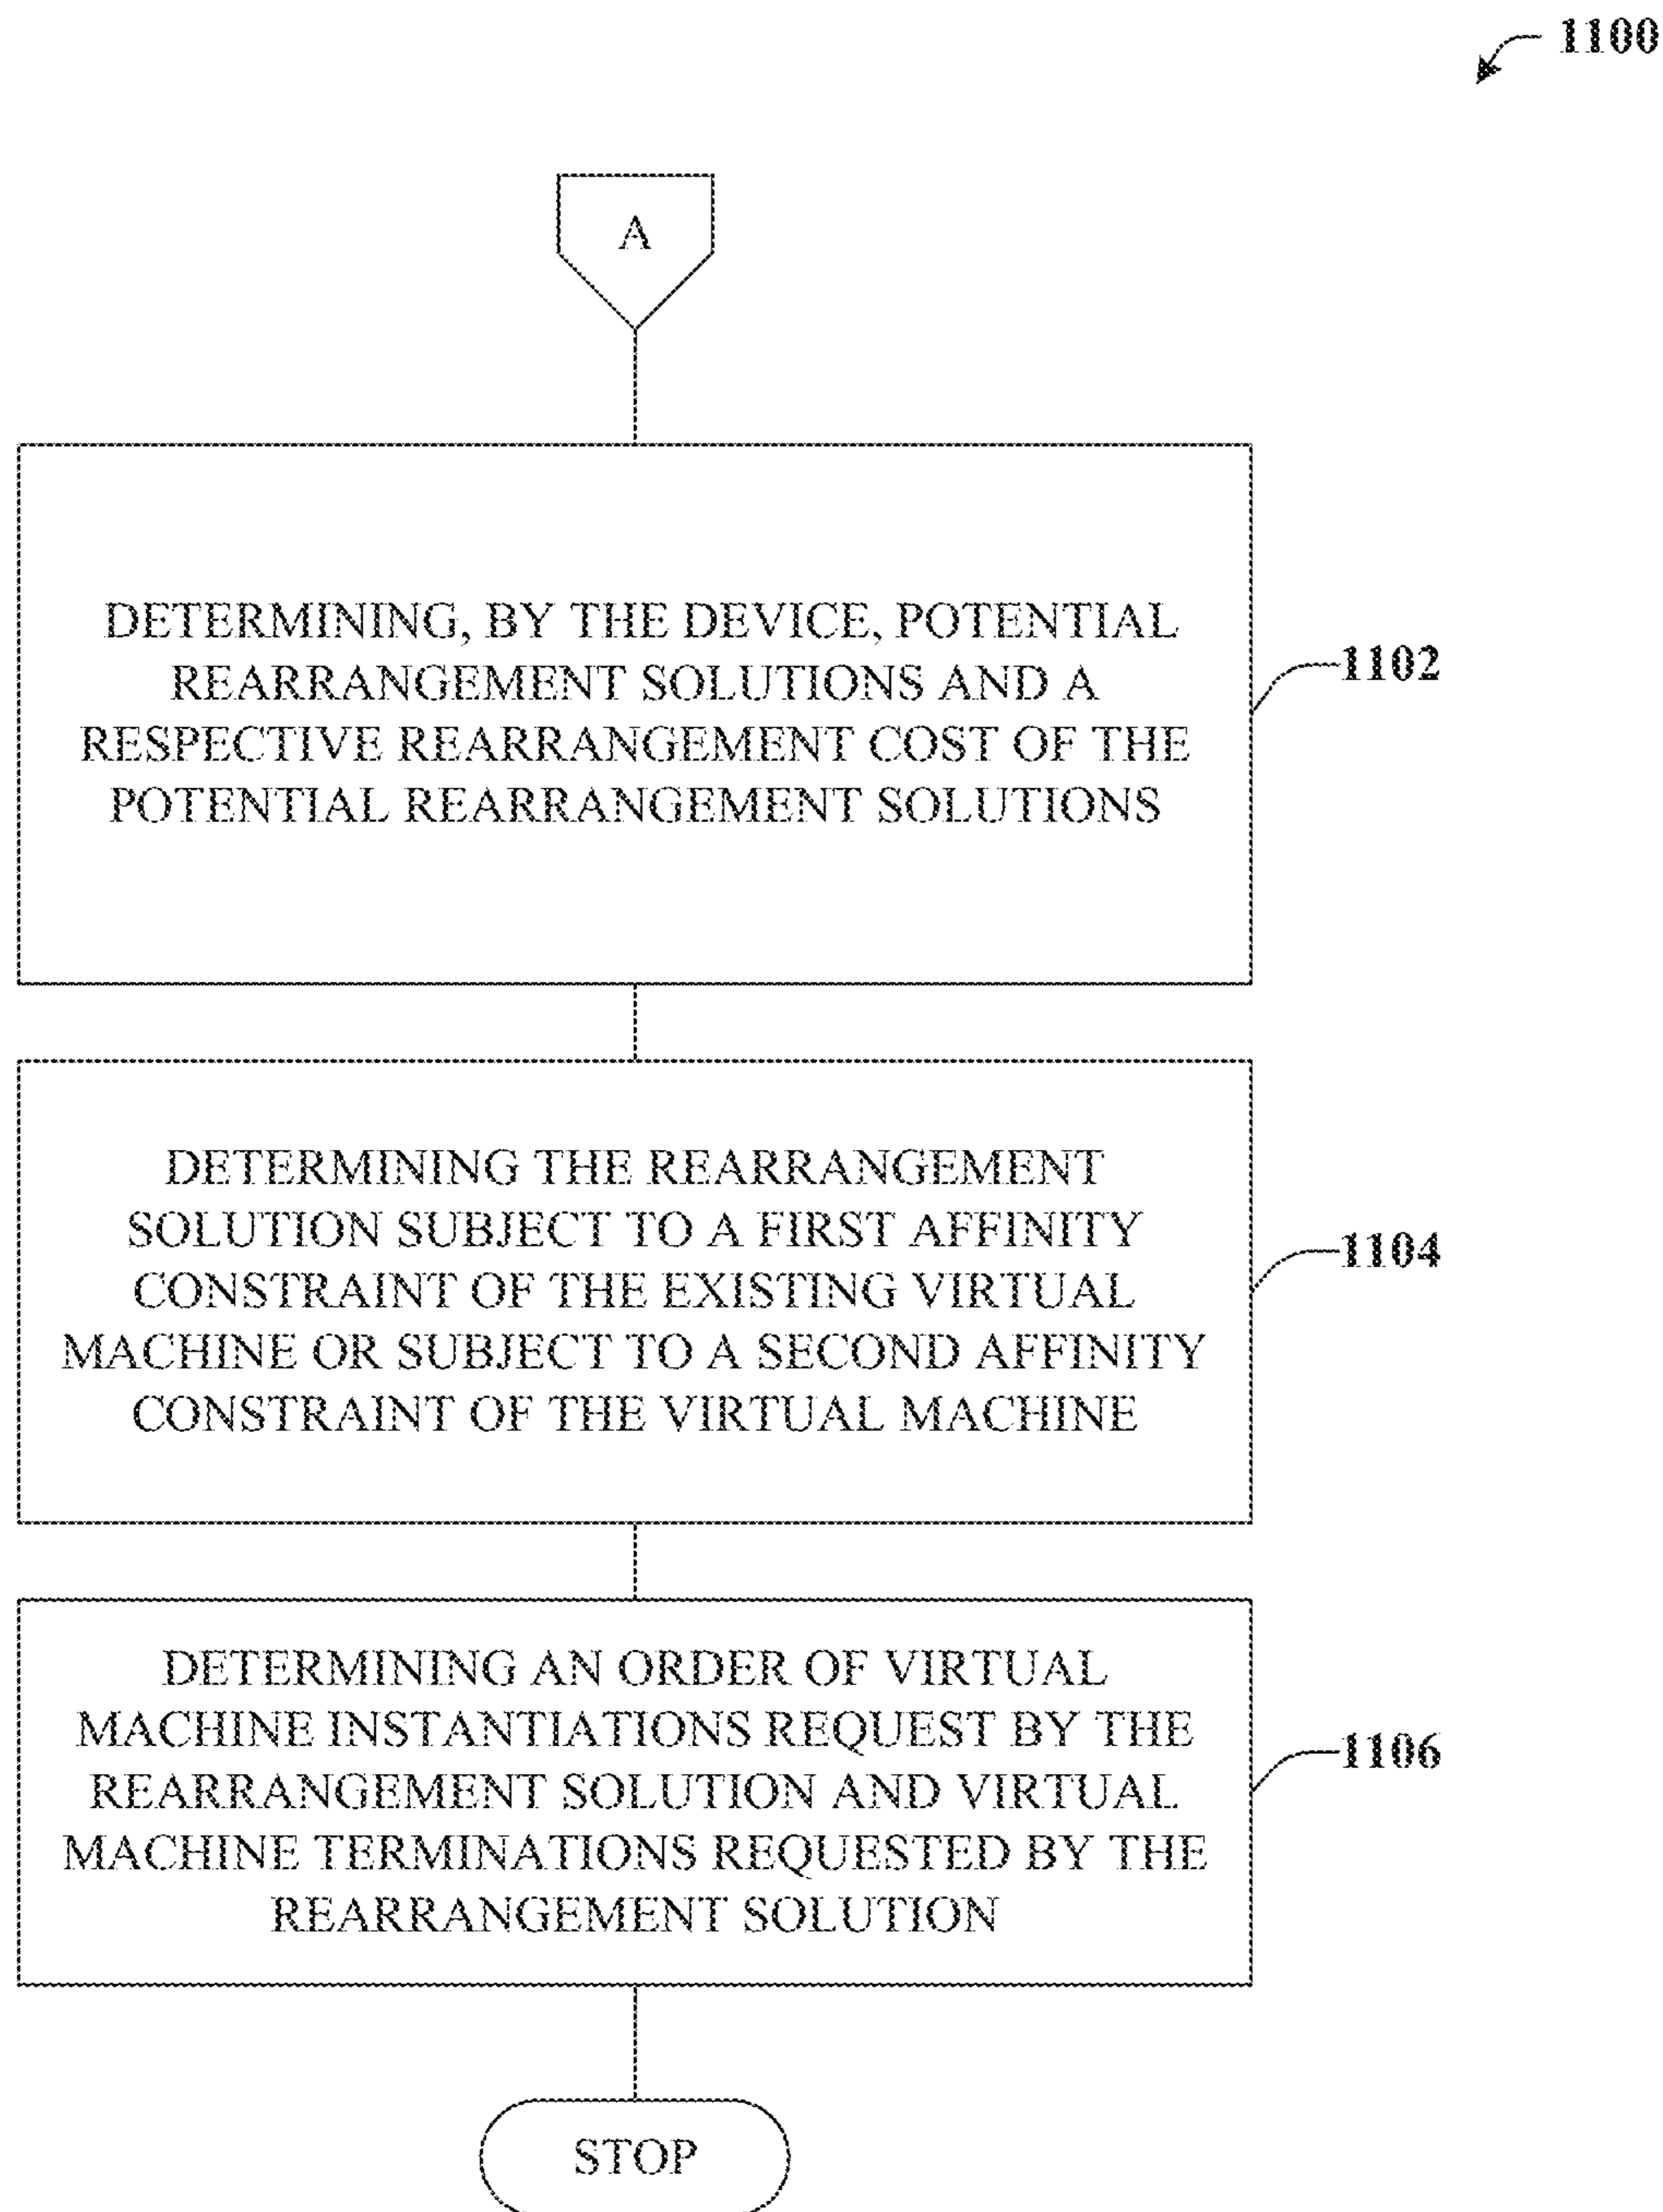 1100
A
DETERMINING, BY THE DEVICE, POTENTIAL
REARRANGEMENT SOLUTIONS AND A
RESPECTIVE REARRANGEMENT COST OF THE
POTENTIAL REARRANGEMENT SOLUTIONS
1102
DETERMINING THE REARRANGEMENT
SOLUTION SUBJECT TO A FIRST AFFINITY
CONSTRAINT OF THE EXISTING VIRTUAL
MACHINE OR SUBJECT TO A SECOND AFFINITY
CONSTRAINT OF THE VIRTUAL MACHINE
1104
DETERMINING AN ORDER OF VIRTUAL
MACHINE INSTANTIATIONS REQUEST BY THE
REARRANGEMENT SOLUTION AND VIRTUAL
MACHINE TERMINATIONS REQUESTED BY THE
REARRANGEMENT SOLUTION
1106
STOP